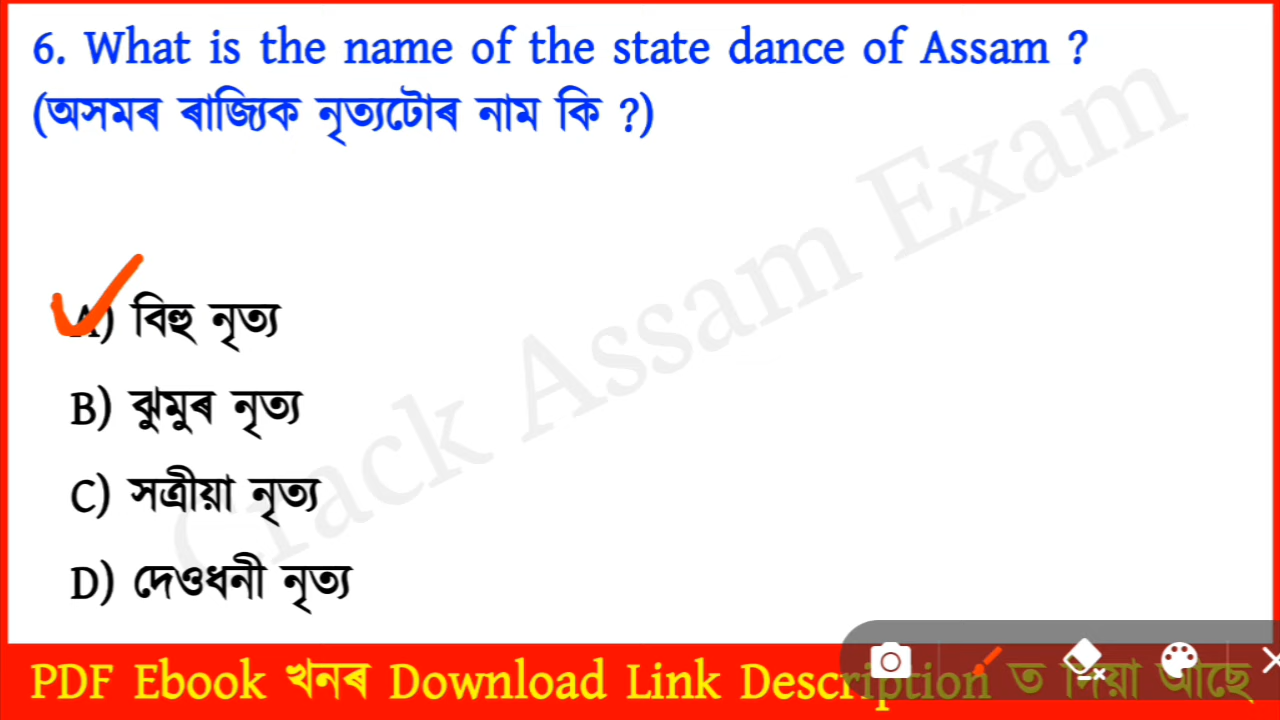 6. What is the name of the state dance of Assam ?
(অসমৰ ৰাজ্যিক নৃত্যটোৰ নাম কি ?)
A) বিহু নৃত্য
B) ঝুমুৰ নৃত্য
C) সত্ৰীয়া নৃত্য
D) দেওধনী নৃত্য
Crack Assam Exam
PDF Ebook খনৰ Download Link Description ত দিয়া আছে